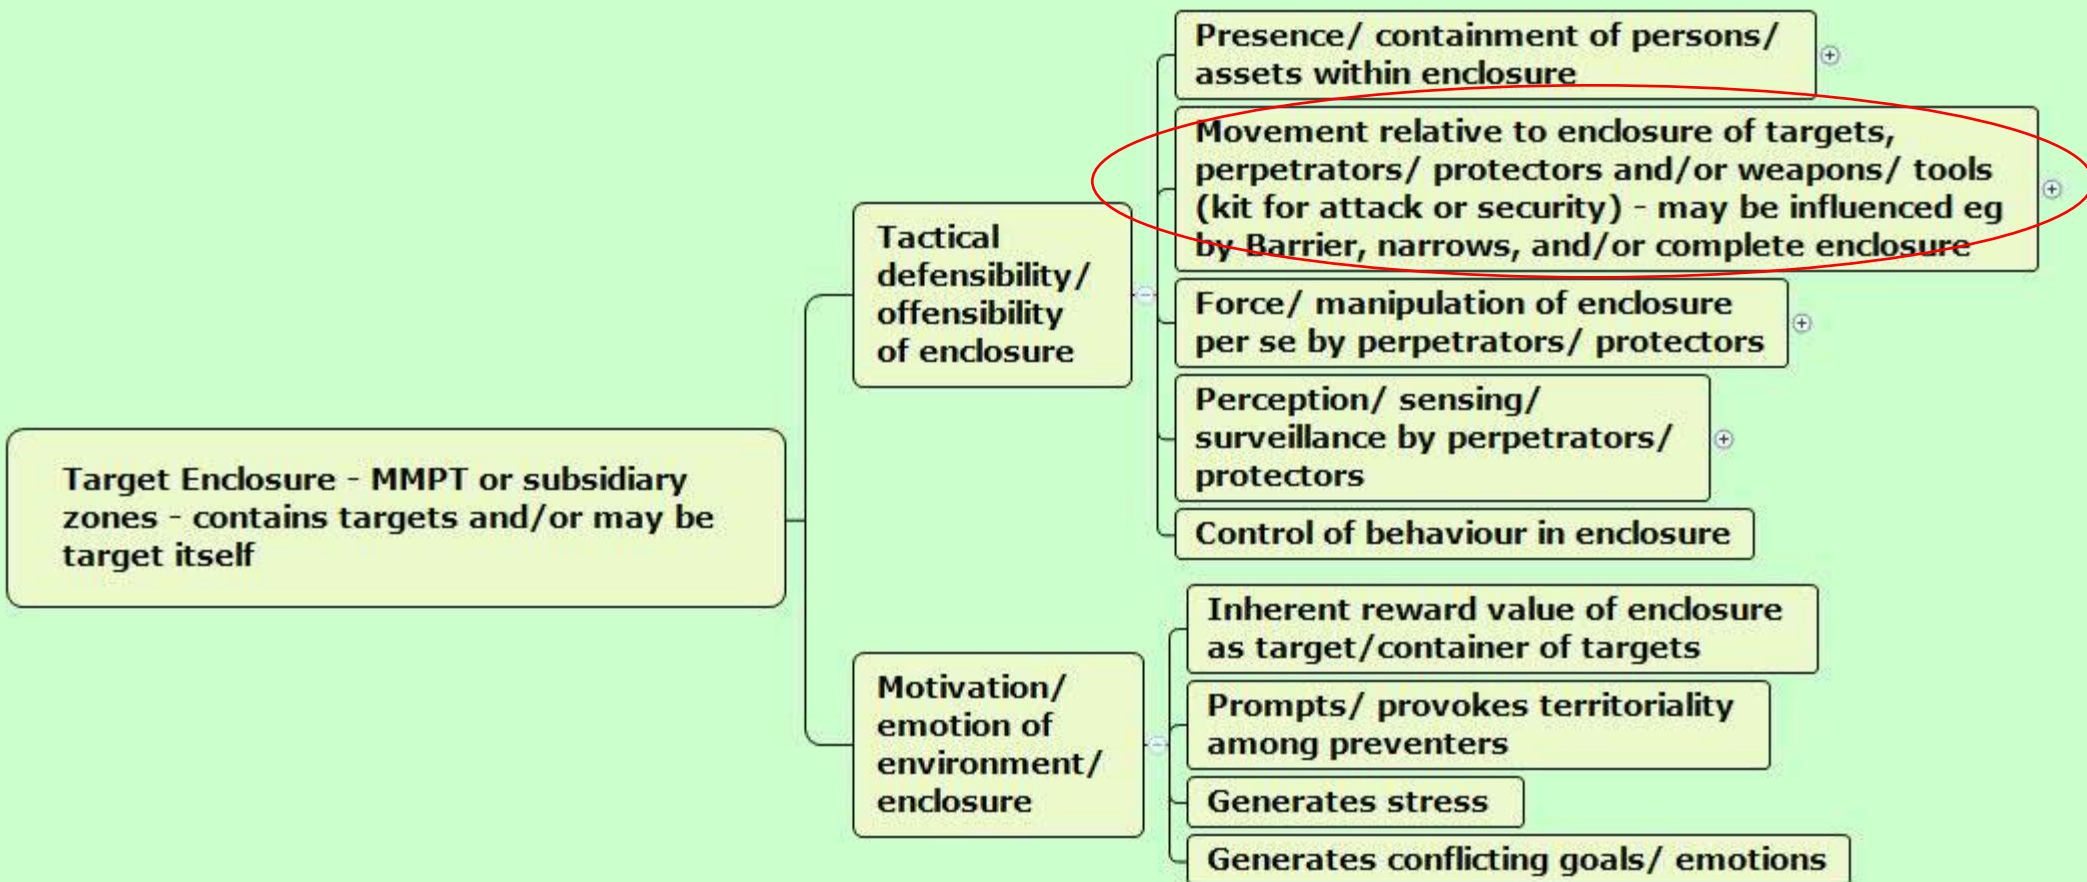 Target Enclosure - MMPT or subsidiary
zones - contains targets and/or may be
target itself
Tactical
defensibility/
offensibility
of enclosure
Presence/ containment of persons/
assets within enclosure
Movement relative to enclosure of targets,
perpetrators/ protectors and/or weapons/ tools
(kit for attack or security) - may be influenced eg
by Barrier, narrows, and/or complete enclosure
Force/ manipulation of enclosure
per se by perpetrators/ protectors
Perception/ sensing/
surveillance by perpetrators/
protectors
Control of behaviour in enclosure
Motivation/
emotion of
environment/
enclosure
Inherent reward value of enclosure
as target/container of targets
Prompts/ provokes territoriality
among preventers
Generates stress
Generates conflicting goals/ emotions